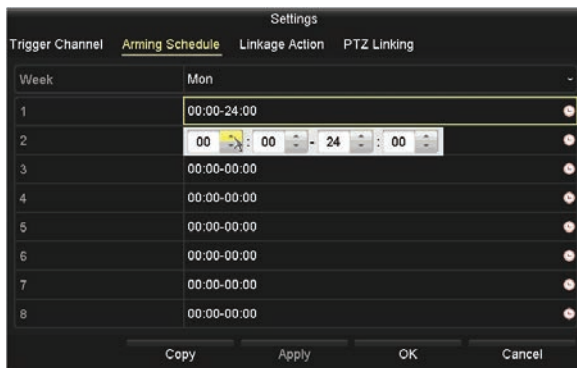 Settings
Trigger Channel Arming Schedule Linkage Action PTZ Linking
Week Mon
1 00:00-24:00
2 00 : 00 - 24 : 00
3 00:00-00:00
4 00:00-00:00
5 00:00-00:00
6 00:00-00:00
7 00:00-00:00
8 00:00-00:00
Copy Apply OK Cancel